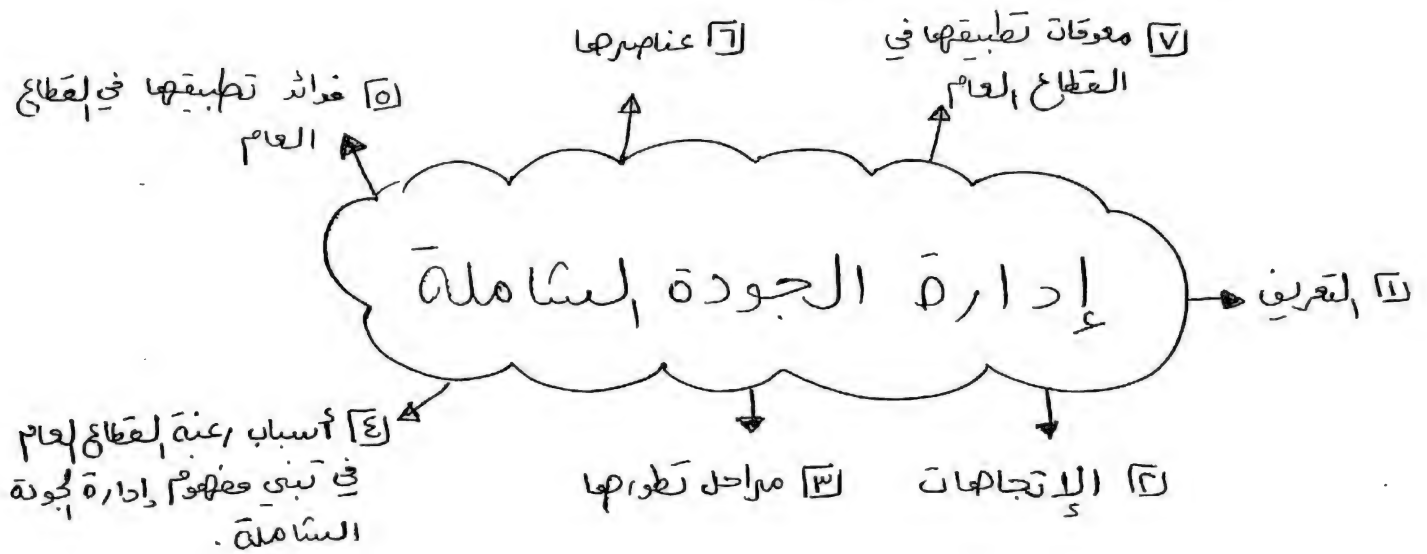 إدارة الجودة الشاملة
١ التعريف
٢ الإتجاهات
٣ مراحل تطورها
٤ أسباب رغبة القطاع العام
في تبني مفهوم إدارة الجودة
الشاملة .
٥ فوائد تطبيقها في القطاع
العام
٦ عناصرها
٧ معوقات تطبيقها في
القطاع العام